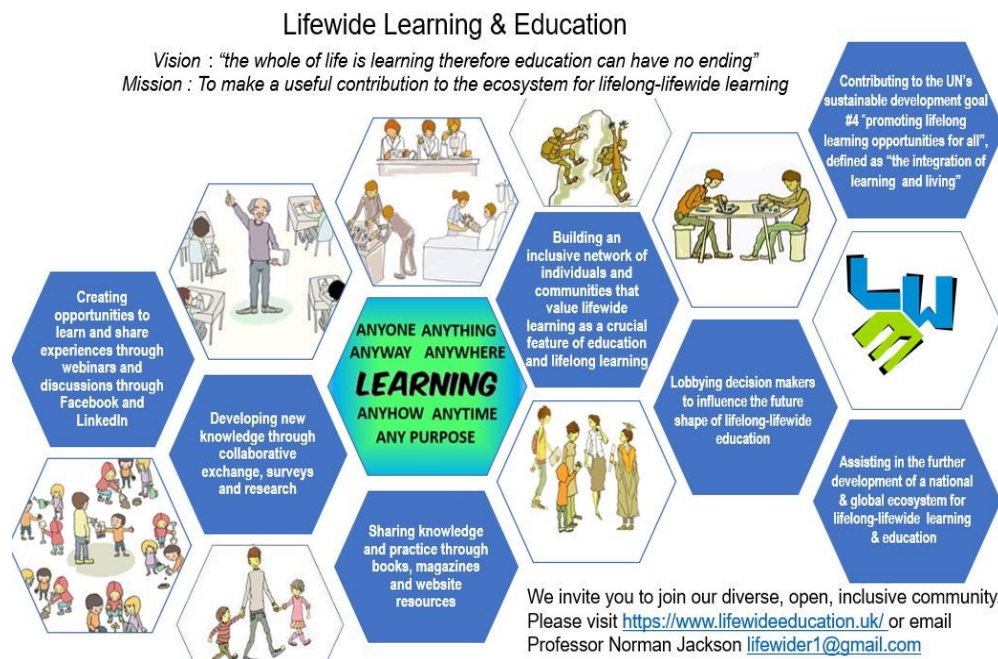 Lifewide Learning & Education
Vision : “the whole of life is learning therefore education can have no ending”
Mission : To make a useful contribution to the ecosystem for lifelong-lifewide learning
Contributing to the UN's
sustainable development goal
#4 “promoting lifelong
learning opportunities for all”,
defined as “the integration of
learning and living”
Building an
inclusive network of
individuals and
communities that
value lifewide
learning as a crucial
feature of education
and lifelong learning
Creating
opportunities to
learn and share
experiences through
webinars and
discussions through
Facebook and
LinkedIn
ANYONE ANYTHING
ANYWAY ANYWHERE
LEARNING
ANYHOW ANYTIME
ANY PURPOSE
LWE
Developing new
knowledge through
collaborative
exchange, surveys
and research
Lobbying decision makers
to influence the future
shape of lifelong-lifewide
education
Assisting in the further
development of a national
& global ecosystem for
lifelong-lifewide learning
& education
Sharing knowledge
and practice through
books, magazines
and website
resources
We invite you to join our diverse, open, inclusive community
Please visit https://www.lifewideeducation.uk/ or email
Professor Norman Jackson lifewider1@gmail.com